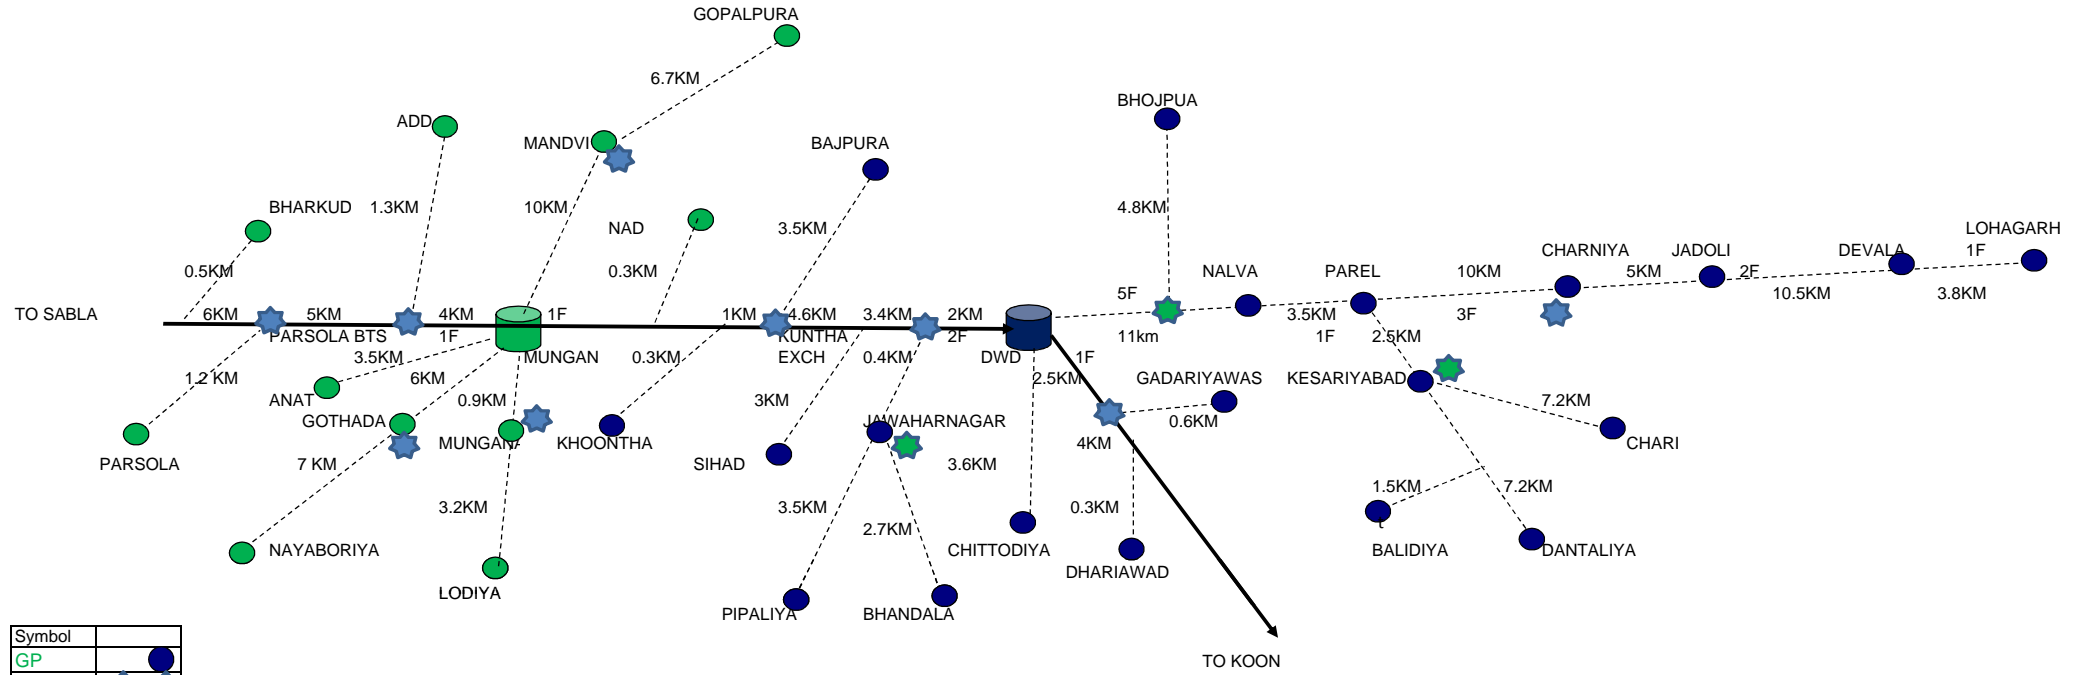 GOPALPURA
6.7KM
BHOJPUA
ADD
MANDVI
BAJPURA
BHARKUD
1.3KM
10KM
NAD
3.5KM
4.8KM
LOHAGARH
CHARNIYA
JADOLI
DEVALA
1F
0.5KM
0.3KM
NALVA
PAREL
10KM
5KM
2F
5F
10.5KM
3.8KM
TO SABLA
6KM
5KM
4KM
1F
1KM
4.6KM
3.4KM
2KM
3.5KM
3F
PARSOLA BTS
1F
KUNTHA
EXCH
2F
11km
1F
2.5KM
3.5KM
MUNGAN
0.3KM
0.4KM
DWD
1F
1.2 KM
6KM
2.5KM
GADARIYAWAS
KESARIYABAD
ANAT
0.9KM
3KM
7.2KM
GOTHADA
JAWAHARNAGAR
0.6KM
MUNGAN
KHOONTHA
4KM
CHARI
PARSOLA
7 KM
SIHAD
3.6KM
1.5KM
7.2KM
3.2KM
3.5KM
0.3KM
2.7KM
t
NAYABORIYA
CHITTODIYA
BALIDIYA
DANTALIYA
DHARIAWAD
LODIYA
PIPALIYA
BHANDALA
Symbol
GP
TO KOON